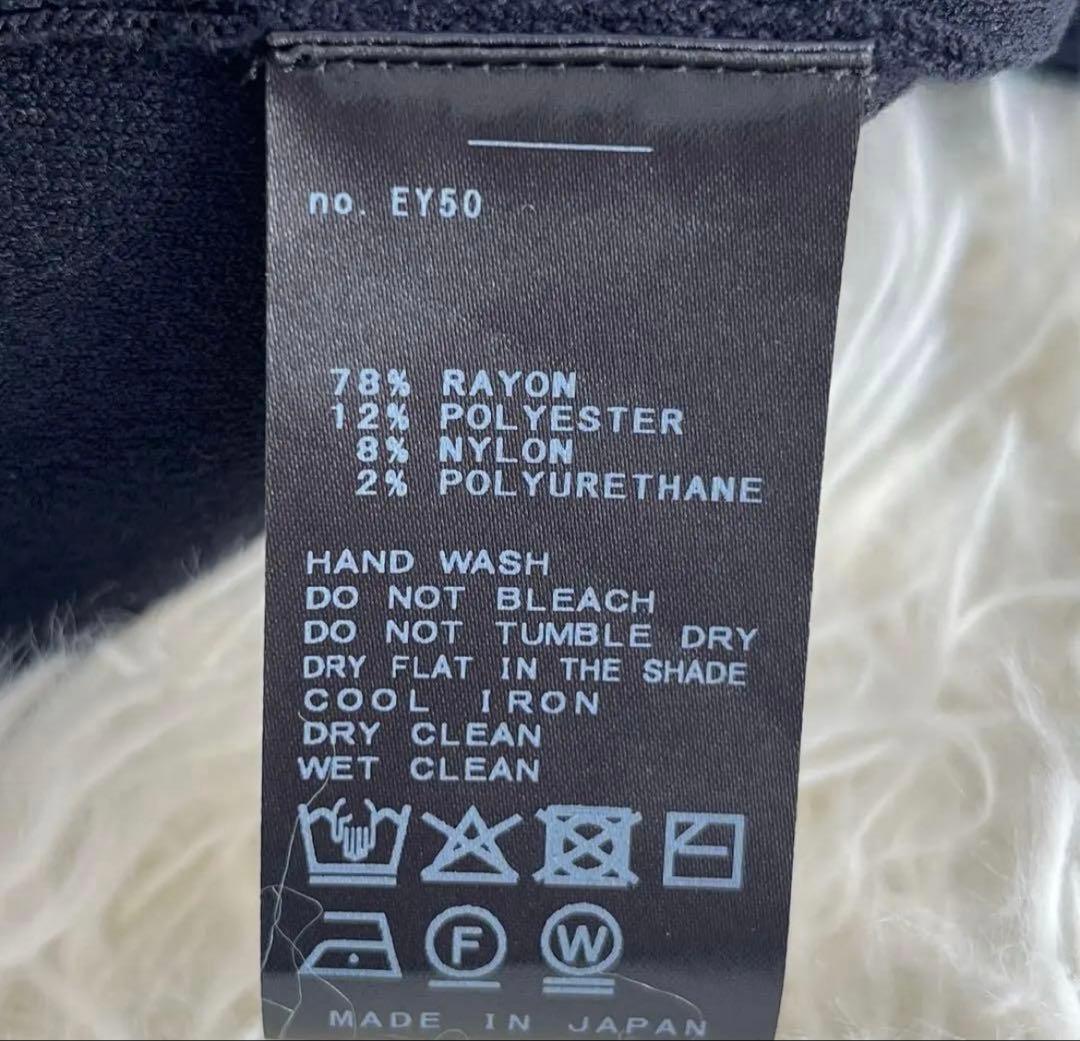 no. EY50
78% RAYON
12% POLYESTER
8% NYLON
2% POLYURETHANE
HAND WASH
DO NOT BLEACH
DO NOT TUMBLE DRY
DRY FLAT IN THE SHADE
COOL IRON
DRY CLEAN
WET CLEAN
F W
MADE IN JAPAN